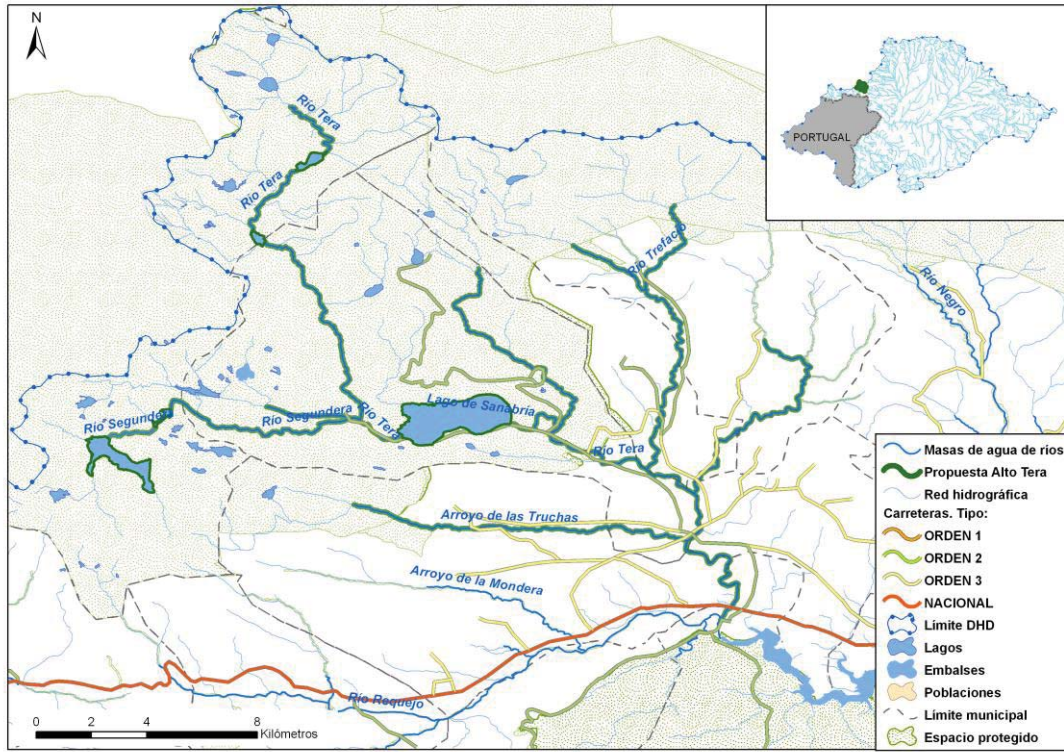 N
PORTUGAL
Río Tera
Río Tera
Río Trefacio
Río Negro
Río Segundera
Río Segundera
Río Tera
Lago de Sanabria
Río Tera
Arroyo de las Truchas
Arroyo de la Mondera
Río Requejo
0 2 4 8
Kilómetros
Masas de agua de ríos
Propuesta Alto Tera
Red hidrográfica
Carreteras. Tipo:
ORDEN 1
ORDEN 2
ORDEN 3
NACIONAL
Límite DHD
Lagos
Embalses
Poblaciones
Límite municipal
Espacio protegido